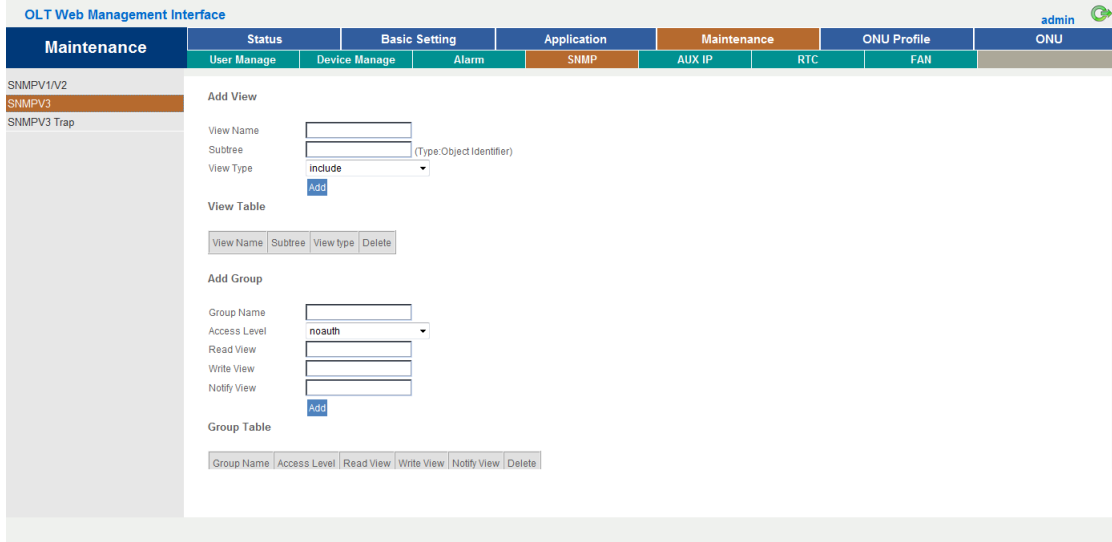 OLT Web Management Interface
admin
Maintenance
Status Basic Setting Application Maintenance ONU Profile ONU
User Manage Device Manage Alarm SNMP AUX IP RTC FAN
SNMPV1/V2
SNMPV3
SNMPV3 Trap
Add View
View Name
Subtree (Type:Object Identifier)
View Type include
Add
View Table
View Name Subtree View type Delete
Add Group
Group Name
Access Level noauth
Read View
Write View
Notify View
Add
Group Table
Group Name Access Level Read View Write View Notify View Delete